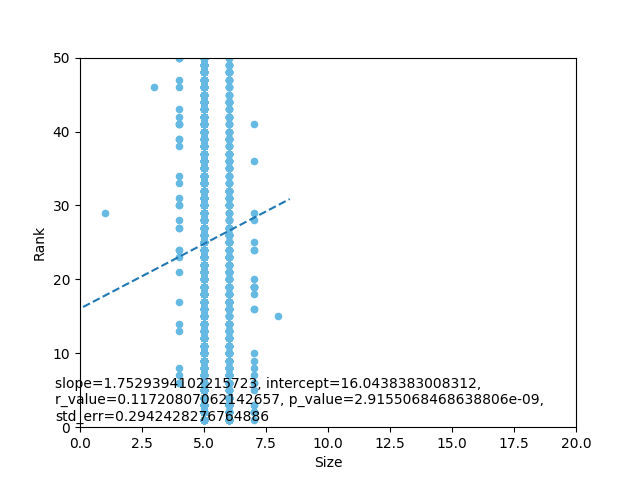 50
40
30
20
10
0
Rank
slope=1.7529394102215723, intercept=16.0438383008312,
r_value=0.11720807062142657, p_value=2.9155068468638806e-09,
std_err=0.2942428276764886
0.0 2.5 5.0 7.5 10.0 12.5 15.0 17.5 20.0
Size